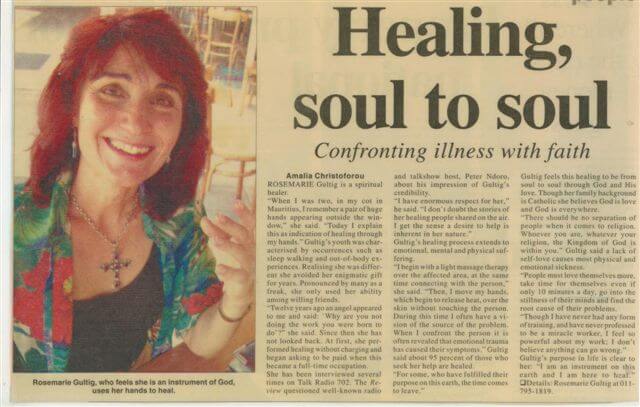 people
Healing,
soul to soul
Confronting illness with faith
Amalia Christoforou
ROSEMARIE Gultig is a spiritual
healer.
"When I was two, in my cot in
Mauritius, I remember a pair of huge
hands appearing outside the win-
dow," she said. "Today I explain
this as indication of healing through
my hands." Gultig's youth was char-
acterised by occurrences such as
sleep walking and out-of-body ex-
periences. Realising she was differ-
ent she avoided her enigmatic gift
for years. Pronounced by many as a
freak, she only used her ability
among willing friends.
"Twelve years ago an angel appeared
to me and said: 'Why are you not
doing the work you were born to
do'?" she said. Since then she has
not looked back. At first, she per-
formed healing without charging and
began asking to be paid when this
became a full-time occupation.
She has been interviewed several
times on Talk Radio 702. The Re-
view questioned well-known radio
and talkshow host, Peter Ndoro,
about his impression of Gultig's
credibility.
"I have enormous respect for her,"
he said. "I don't doubt the stories of
her healing people shared on the air.
I get the sense a desire to help is
inherent in her nature."
Gultig's healing process extends to
emotional, mental and physical suf-
fering.
"I begin with a light massage therapy
over the affected area, at the same
time connecting with the person,"
she said. "Then, I move my hands,
which begin to release heat, over the
skin without touching the person.
During this time I often have a vi-
sion of the source of the problem.
When I confront the person it is
often revealed that emotional trauma
has caused their symptoms." Gultig
said about 95 percent of those who
seek her help are healed.
"For some, who have fulfilled their
purpose on this earth, the time comes
to leave."
Gultig feels this healing to be from
soul to soul through God and His
love. Though her family background
is Catholic she believes God is love
and God is everywhere.
"There should be no separation of
people when it comes to religion.
Whoever you are, whatever your
religion, the Kingdom of God is
within you." Gultig said a lack of
self-love causes most physical and
emotional sickness.
"People must love themselves more,
take time for themselves even if
only 10 minutes a day, go into the
stillness of their minds and find the
root cause of their problems.
"Though I have never had any form
of training, and have never professed
to be a miracle worker, I feel so
powerful about my work; I don't
believe anything can go wrong."
Gultig's purpose in life is clear to
her: "I am an instrument on this
earth and I am here to heal."
❑Details: Rosemarie Gultig at 011-
795-1819.
Rosemarie Gultig, who feels she is an instrument of God,
uses her hands to heal.